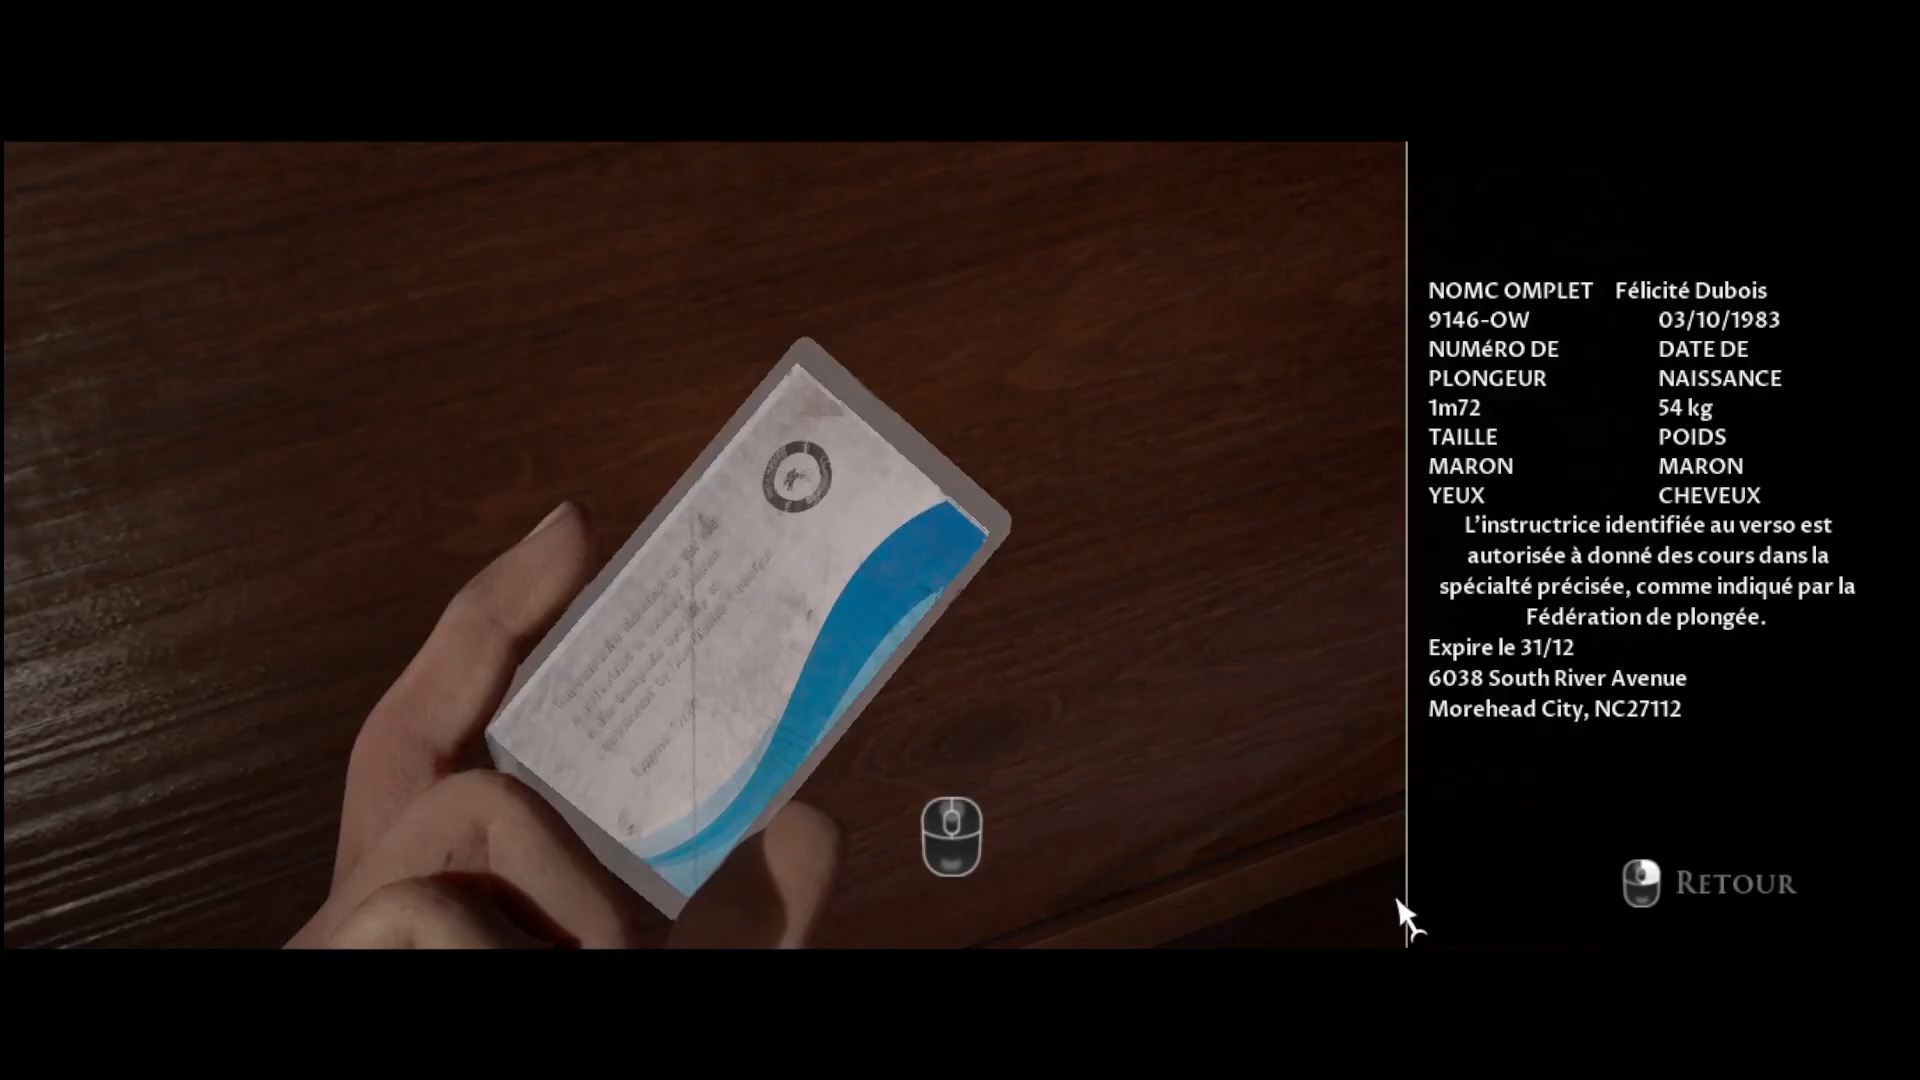 NOMC OMPLET Félicité Dubois
9146-OW 03/10/1983
NUMéRO DE DATE DE
PLONGEUR NAISSANCE
1m72 54 kg
TAILLE POIDS
MARON MARON
YEUX CHEVEUX
L'instructrice identifiée au verso est
autorisée à donné des cours dans la
spécialté précisée, comme indiqué par la
Fédération de plongée.
Expire le 31/12
6038 South River Avenue
Morehead City, NC27112
RETOUR